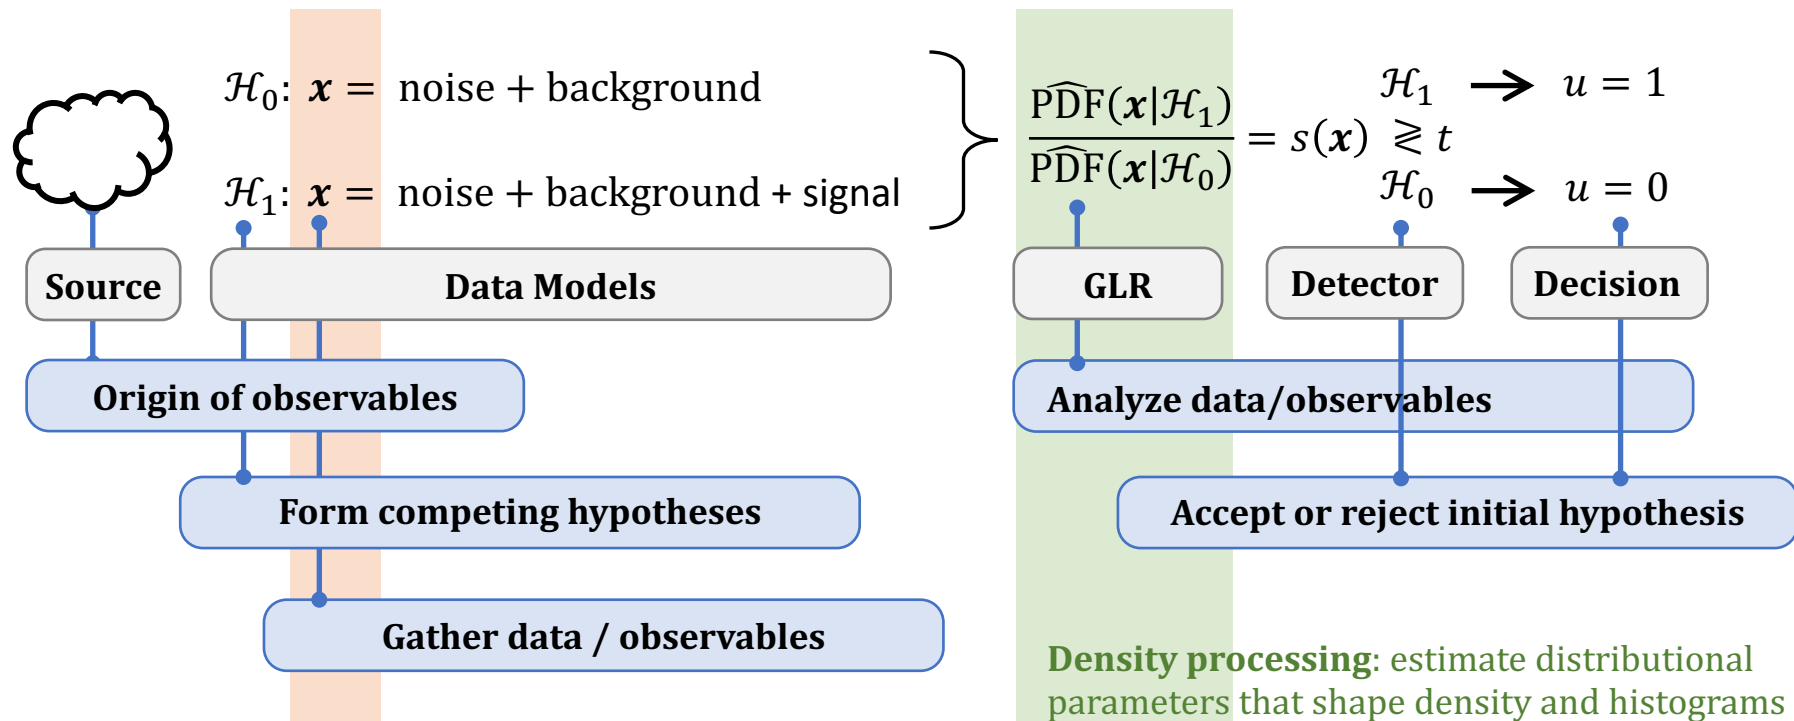 ℋ₀: 𝒙 = noise + background
ℋ₁: 𝒙 = noise + background + signal
P͡DF(𝒙|ℋ₁)
P͡DF(𝒙|ℋ₀)
= s(𝒙) ≷ t
ℋ₁ → u = 1
ℋ₀ → u = 0
Source
Data Models
GLR
Detector
Decision
Origin of observables
Analyze data/observables
Form competing hypotheses
Accept or reject initial hypothesis
Gather data / observables
Density processing: estimate distributional
parameters that shape density and histograms